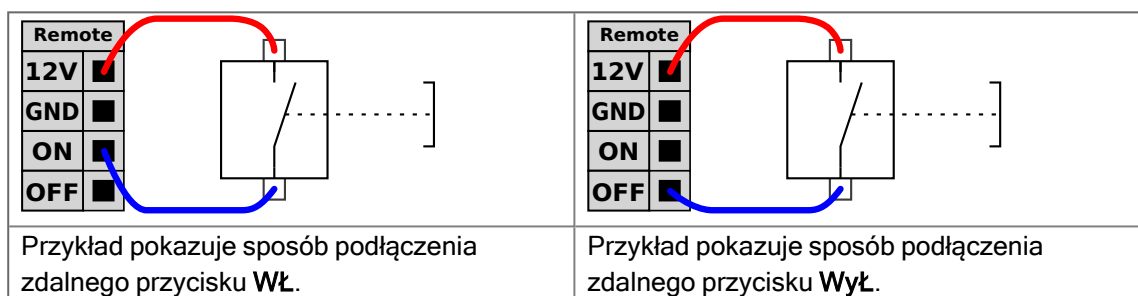 Remote
12V
GND
ON
OFF
Przykład pokazuje sposób podłączenia
zdalnego przycisku WŁ.
Remote
12V
GND
ON
OFF
Przykład pokazuje sposób podłączenia
zdalnego przycisku WyŁ.